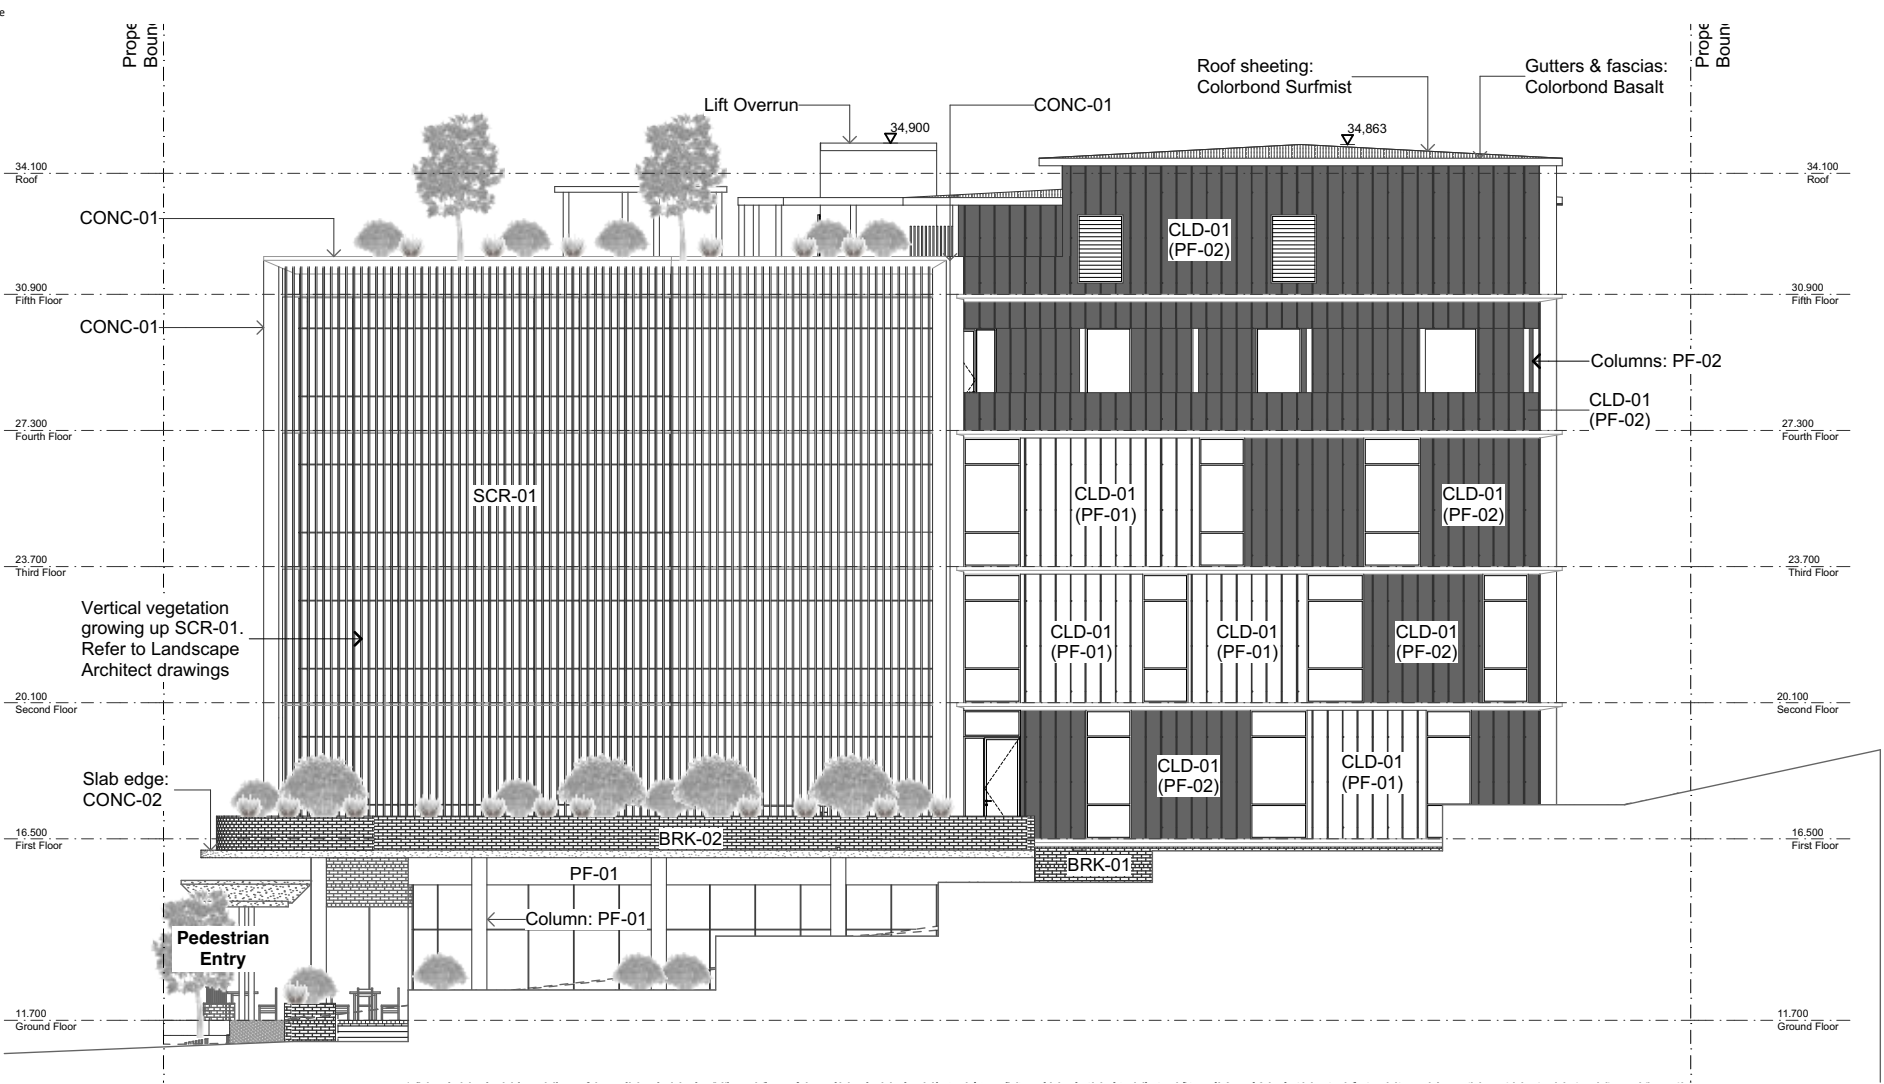 e
Prope
Boun
Prope
Boun
Roof sheeting:
Colorbond Surfmist
Gutters & fascias:
Colorbond Basalt
Lift Overrun
CONC-01
34,900
34,863
34.100
Roof
34.100
Roof
CONC-01
CLD-01
(PF-02)
30.900
Fifth Floor
30.900
Fifth Floor
CONC-01
Columns: PF-02
CLD-01
(PF-02)
27.300
Fourth Floor
27.300
Fourth Floor
SCR-01
CLD-01
(PF-01)
CLD-01
(PF-02)
23.700
Third Floor
23.700
Third Floor
Vertical vegetation
growing up SCR-01.
Refer to Landscape
Architect drawings
CLD-01
(PF-01)
CLD-01
(PF-01)
CLD-01
(PF-02)
20.100
Second Floor
20.100
Second Floor
Slab edge:
CONC-02
CLD-01
(PF-02)
CLD-01
(PF-01)
16.500
First Floor
BRK-02
16.500
First Floor
BRK-01
PF-01
Column: PF-01
Pedestrian
Entry
11.700
Ground Floor
11.700
Ground Floor